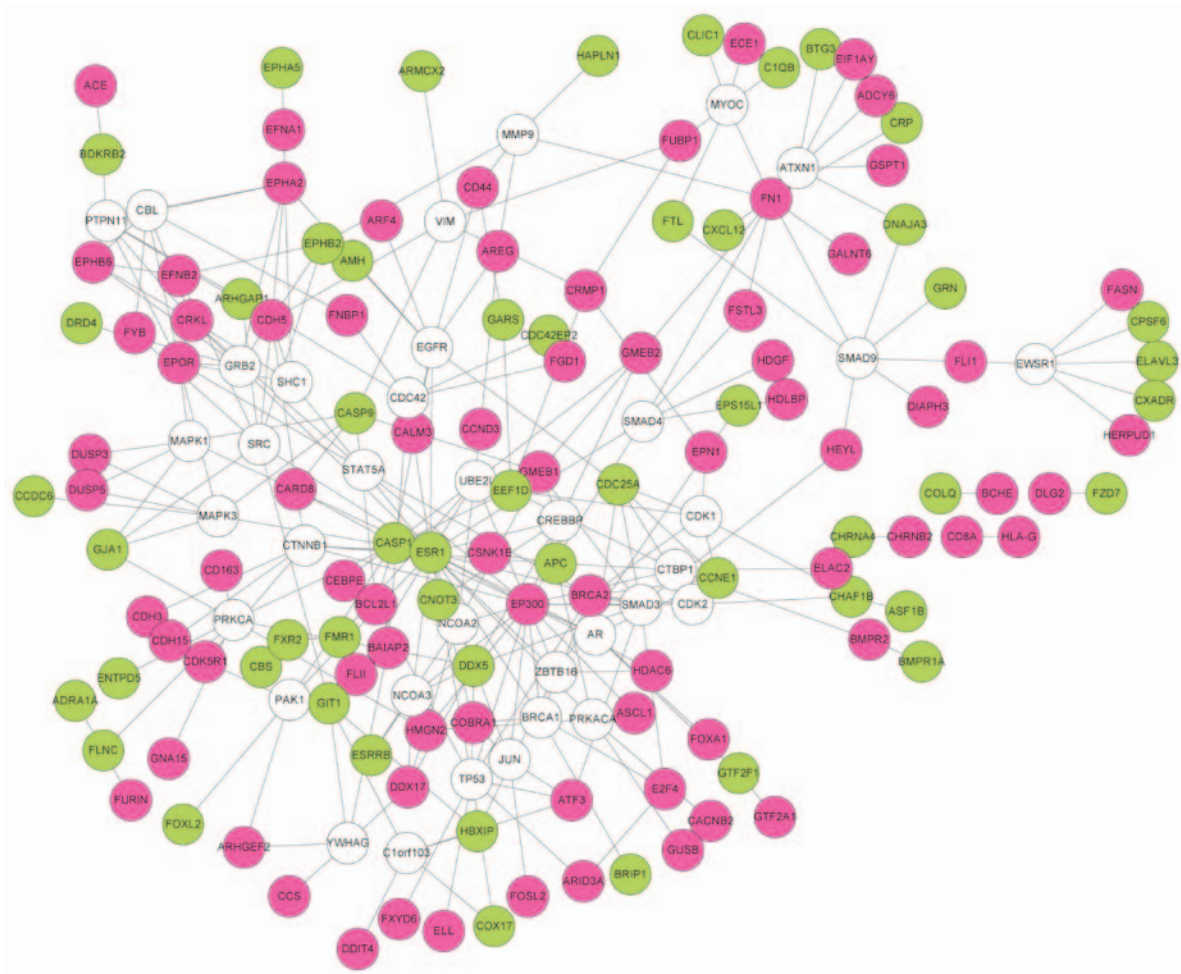 CLIC1
ECE1
BTG3
EIF1AY
HAPLN1
C1QB
EPHA5
ARMCX2
ACE
ADCY6
MYOC
CRP
EFNA1
MMP9
FUBP1
BDKRB2
ATXN1
GSPT1
EPHA2
CD44
FN1
CBL
PTPN11
ARF4
VIM
FTL
CXCL12
DNAJA3
EPHB2
AMH
AREG
GALNT6
EPHB6
EFNB2
CRMP1
GRN
FASN
ARHGAP1
FSTL3
DRD4
FYB
CRKL
CDH5
FNBP1
GARS
CDC42EP2
CPSF6
EGFR
GMEB2
SMAD9
FLI1
EWSR1
ELAVL3
EPOR
GRB2
FGD1
HDGF
SHC1
CDC42
HDLBP
CXADR
EPS15L1
DIAPH3
HERPUD1
CASP9
SMAD4
MAPK1
SRC
CALM3
CCND3
EPN1
HEYL
DUSP3
STAT5A
GMEB1
UBE2I
CDC25A
DUSP5
CARD8
EEF1D
CCDC6
COLQ
BCHE
DLG2
FZD7
MAPK3
CREBBP
CDK1
GJA1
CTNNB1
CASP1
ESR1
CSNK1E
CHRNA4
CHRNB2
CD8A
HLA-G
APC
CD163
CTBP1
ELAC2
CEBPE
CCNE1
BCL2L1
CNOT3
EP300
BRCA2
SMAD3
CDK2
CHAF1B
ASF1B
CDH3
PRKCA
NCOA2
CDH15
FXR2
FMR1
BAIAP2
AR
BMPR2
CDK5R1
CBS
FLII
DDX5
ZBTB16
HDAC6
BMPR1A
ENTPD5
ADRA1A
PAK1
GIT1
NCOA3
BRCA1
PRKACA
ASCL1
HMGN2
COBRA1
FOXA1
FLNC
GNA15
ESRRB
JUN
GTF2F1
TP53
FURIN
DDX17
ATF3
E2F4
FOXL2
CACNB2
GTF2A1
ARHGEF2
YWHAG
HBXIP
C1orf103
GUSB
BRIP1
CCS
FOSL2
ARID3A
FXYD6
ELL
COX17
DDIT4